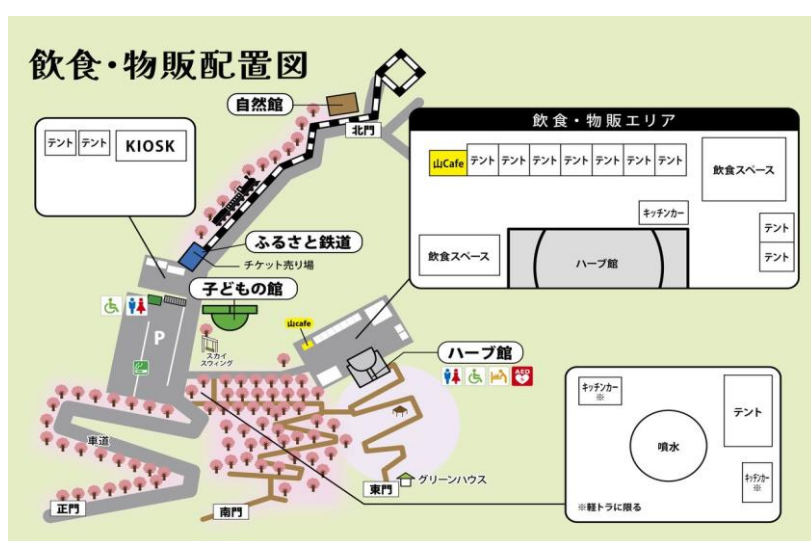 飲食・物販配置図
自然館
北門
テント
テント
KIOSK
飲食・物販エリア
山Cafe
テント
テント
テント
テント
テント
テント
テント
飲食スペース
キッチンカー
テント
テント
飲食スペース
ハーブ館
ふるさと鉄道
チケット売り場
子どもの館
P
スカイ
スウィング
山cafe
ハーブ館
AED
車道
正門
南門
東門
グリーンハウス
キッチンカー
※
テント
噴水
キッチンカー
※
※軽トラに限る